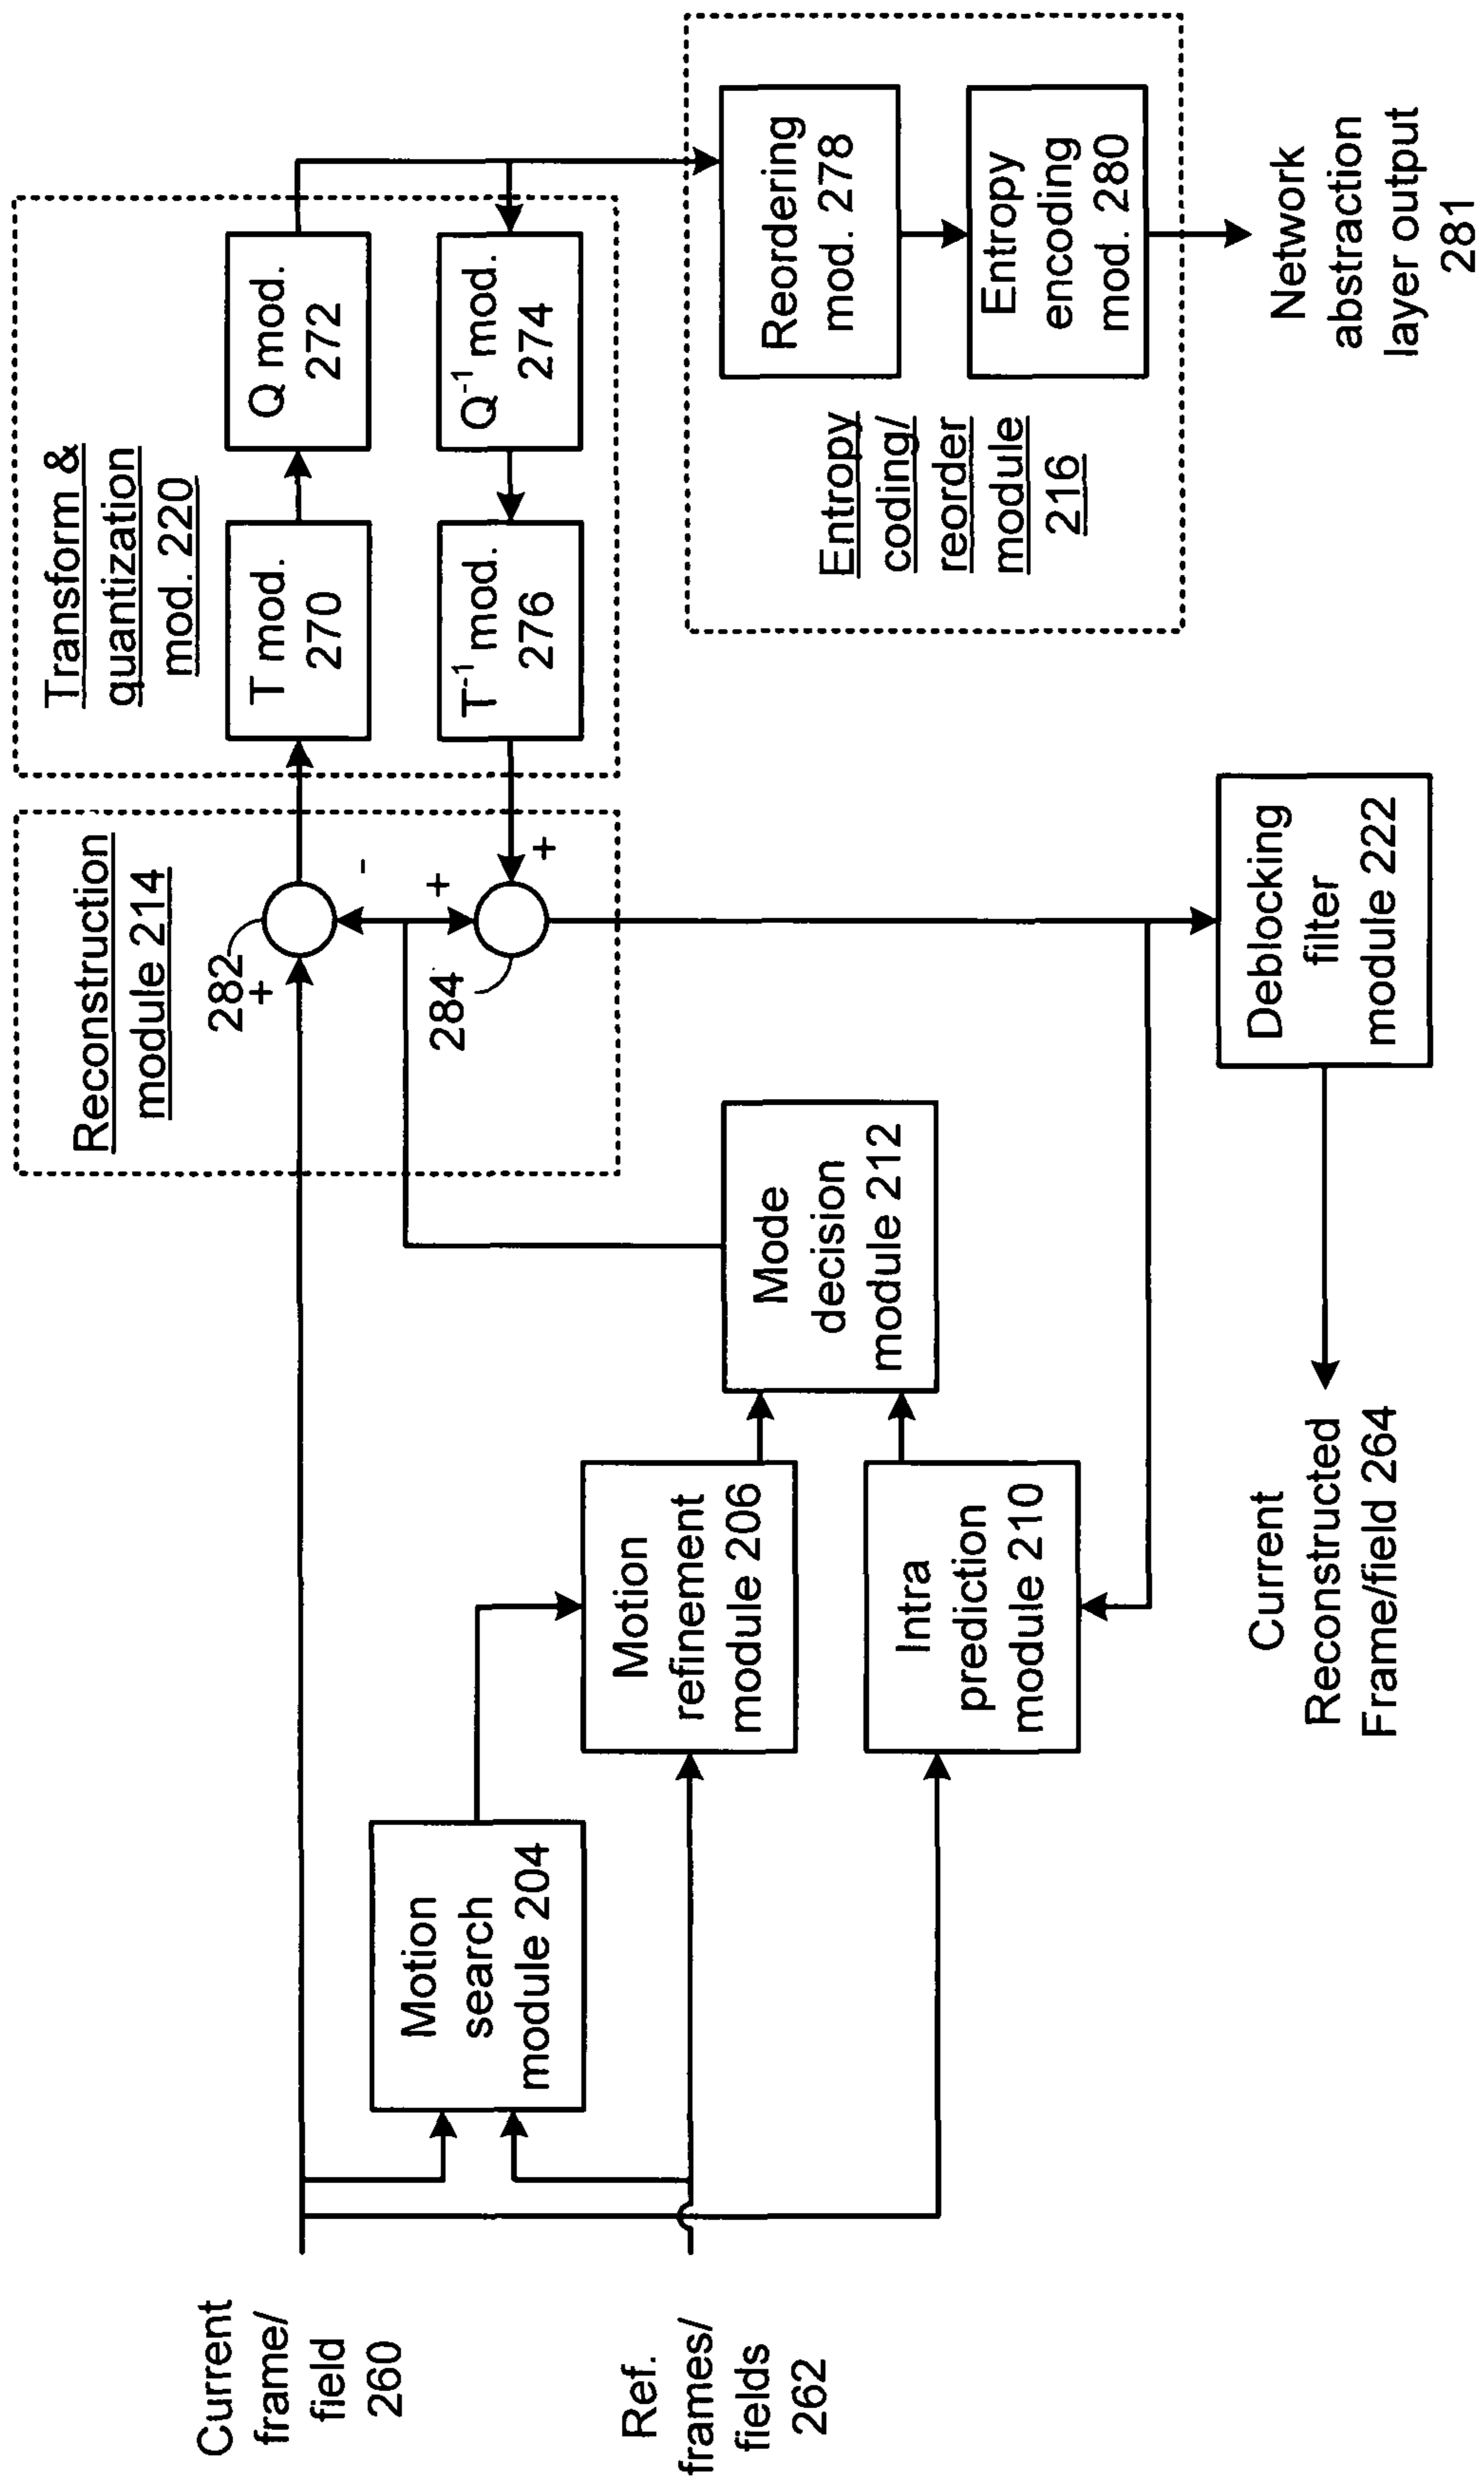 Current
frame/
field
260
Ref.
frames/
fields
262
Motion
search
module 204
Motion
refinement
module 206
Intra
prediction
module 210
Mode
decision
module 212
Reconstruction
module 214
282
+
-
+
284
+
Transform &
quantization
mod. 220
T mod.
270
Q mod.
272
T-1 mod.
276
Q-1 mod.
274
Entropy
coding/
reorder
module
216
Reordering
mod. 278
Entropy
encoding
mod. 280
Network
abstraction
layer output
281
Deblocking
filter
module 222
Current
Reconstructed
Frame/field 264